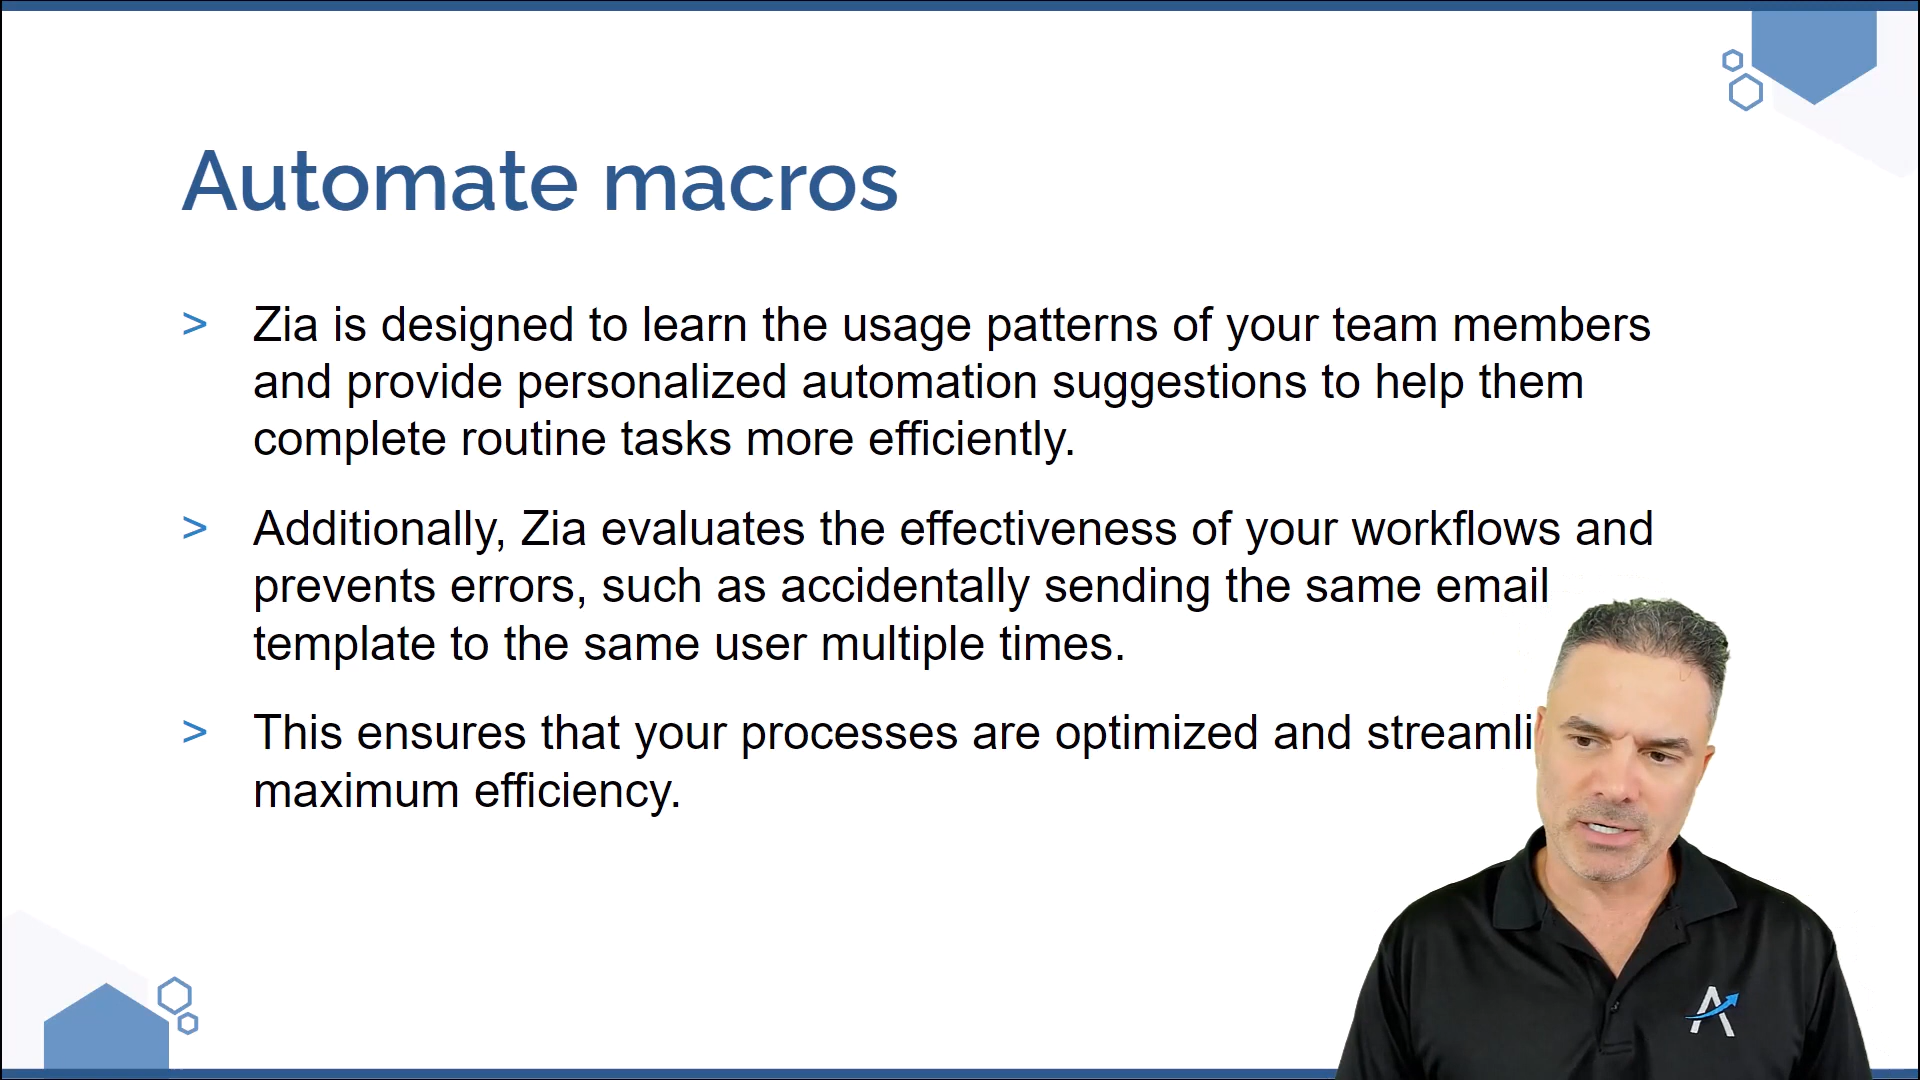 Automate macros
> Zia is designed to learn the usage patterns of your team members
and provide personalized automation suggestions to help them
complete routine tasks more efficiently.
> Additionally, Zia evaluates the effectiveness of your workflows and
prevents errors, such as accidentally sending the same email
template to the same user multiple times.
> This ensures that your processes are optimized and streamli
maximum efficiency.